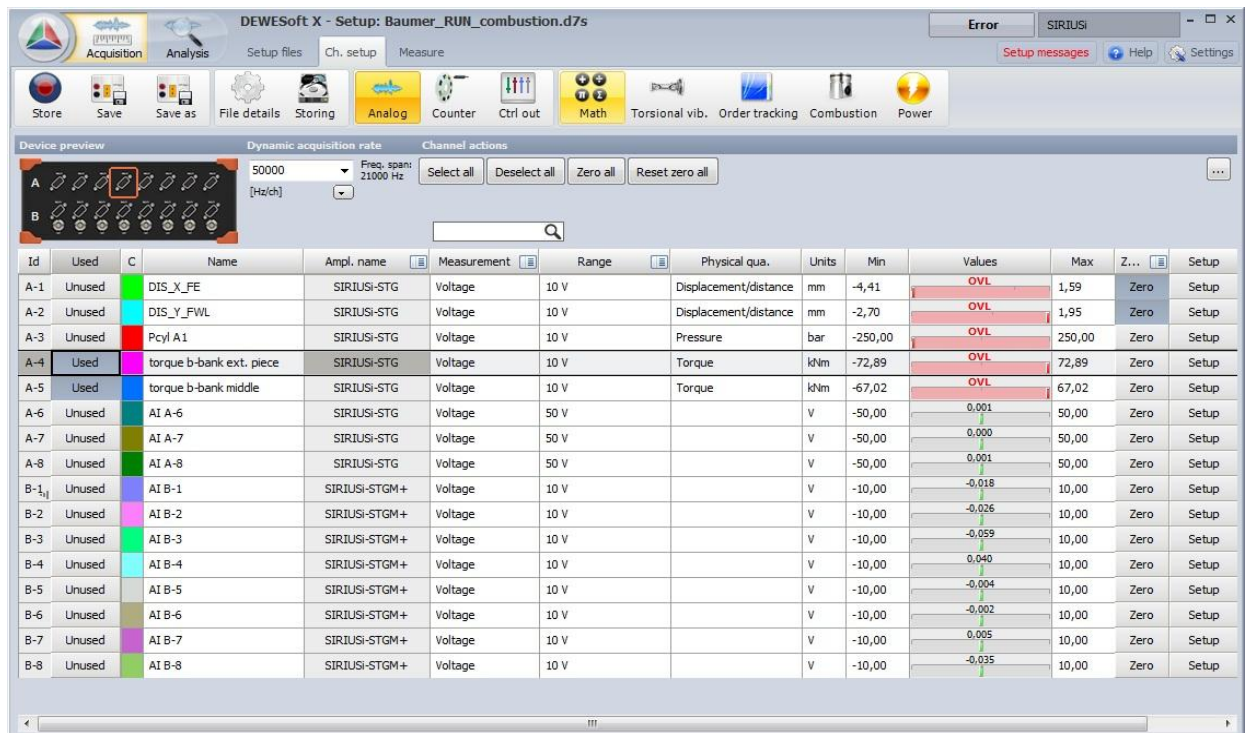 DEWESoft X - Setup: Baumer_RUN_combustion.d7s
Error SIRIUSi
Acquisition Analysis Setup files Ch. setup Measure
Setup messages Help Settings
Store Save Save as File details Storing Analog Counter Ctrl out Math Torsional vib. Order tracking Combustion Power
Device preview Dynamic acquisition rate Channel actions
A
B
50000
[Hz/ch]
Freq. span:
21000 Hz
Select all Deselect all Zero all Reset zero all
...
Id Used C Name Ampl. name Measurement Range Physical qua. Units Min Values Max Z... Setup
A-1 Unused DIS_X_FE SIRIUSi-STG Voltage 10 V Displacement/distance mm -4,41 OVL 1,59 Zero Setup
A-2 Unused DIS_Y_FWL SIRIUSi-STG Voltage 10 V Displacement/distance mm -2,70 OVL 1,95 Zero Setup
A-3 Unused Pcyl A1 SIRIUSi-STG Voltage 10 V Pressure bar -250,00 OVL 250,00 Zero Setup
A-4 Used torque b-bank ext. piece SIRIUSi-STG Voltage 10 V Torque kNm -72,89 OVL 72,89 Zero Setup
A-5 Used torque b-bank middle SIRIUSi-STG Voltage 10 V Torque kNm -67,02 OVL 67,02 Zero Setup
A-6 Unused AI A-6 SIRIUSi-STG Voltage 50 V V -50,00 0,001 50,00 Zero Setup
A-7 Unused AI A-7 SIRIUSi-STG Voltage 50 V V -50,00 0,000 50,00 Zero Setup
A-8 Unused AI A-8 SIRIUSi-STG Voltage 50 V V -50,00 0,001 50,00 Zero Setup
B-1 Unused AI B-1 SIRIUSi-STGM+ Voltage 10 V V -10,00 -0,018 10,00 Zero Setup
B-2 Unused AI B-2 SIRIUSi-STGM+ Voltage 10 V V -10,00 -0,026 10,00 Zero Setup
B-3 Unused AI B-3 SIRIUSi-STGM+ Voltage 10 V V -10,00 -0,059 10,00 Zero Setup
B-4 Unused AI B-4 SIRIUSi-STGM+ Voltage 10 V V -10,00 0,040 10,00 Zero Setup
B-5 Unused AI B-5 SIRIUSi-STGM+ Voltage 10 V V -10,00 -0,004 10,00 Zero Setup
B-6 Unused AI B-6 SIRIUSi-STGM+ Voltage 10 V V -10,00 -0,002 10,00 Zero Setup
B-7 Unused AI B-7 SIRIUSi-STGM+ Voltage 10 V V -10,00 0,005 10,00 Zero Setup
B-8 Unused AI B-8 SIRIUSi-STGM+ Voltage 10 V V -10,00 -0,035 10,00 Zero Setup